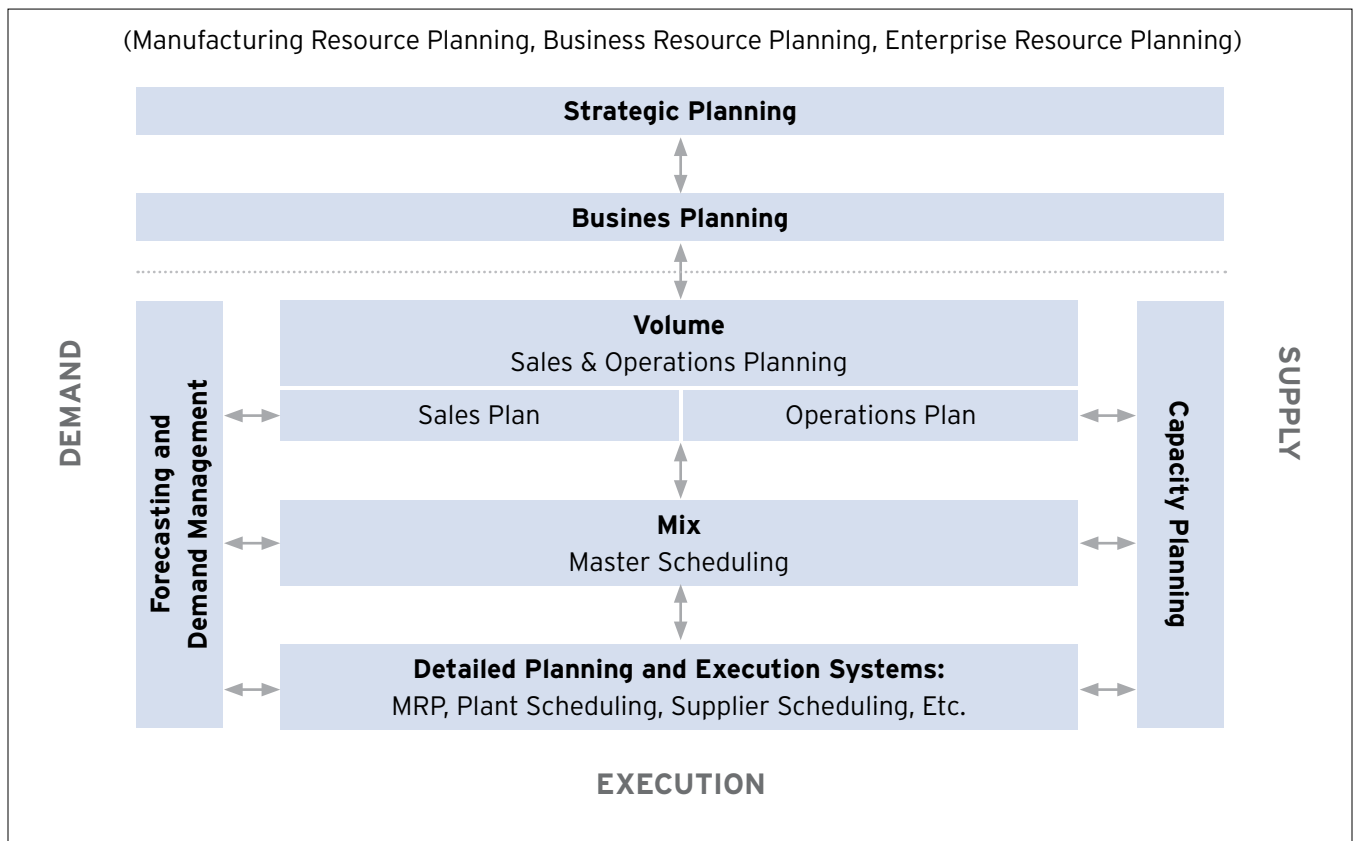 (Manufacturing Resource Planning, Business Resource Planning, Enterprise Resource Planning)
Strategic Planning
Busines Planning
DEMAND
Forecasting and
Demand Management
Volume
Sales & Operations Planning
Sales Plan
Operations Plan
Mix
Master Scheduling
Detailed Planning and Execution Systems:
MRP, Plant Scheduling, Supplier Scheduling, Etc.
Capacity Planning
SUPPLY
EXECUTION